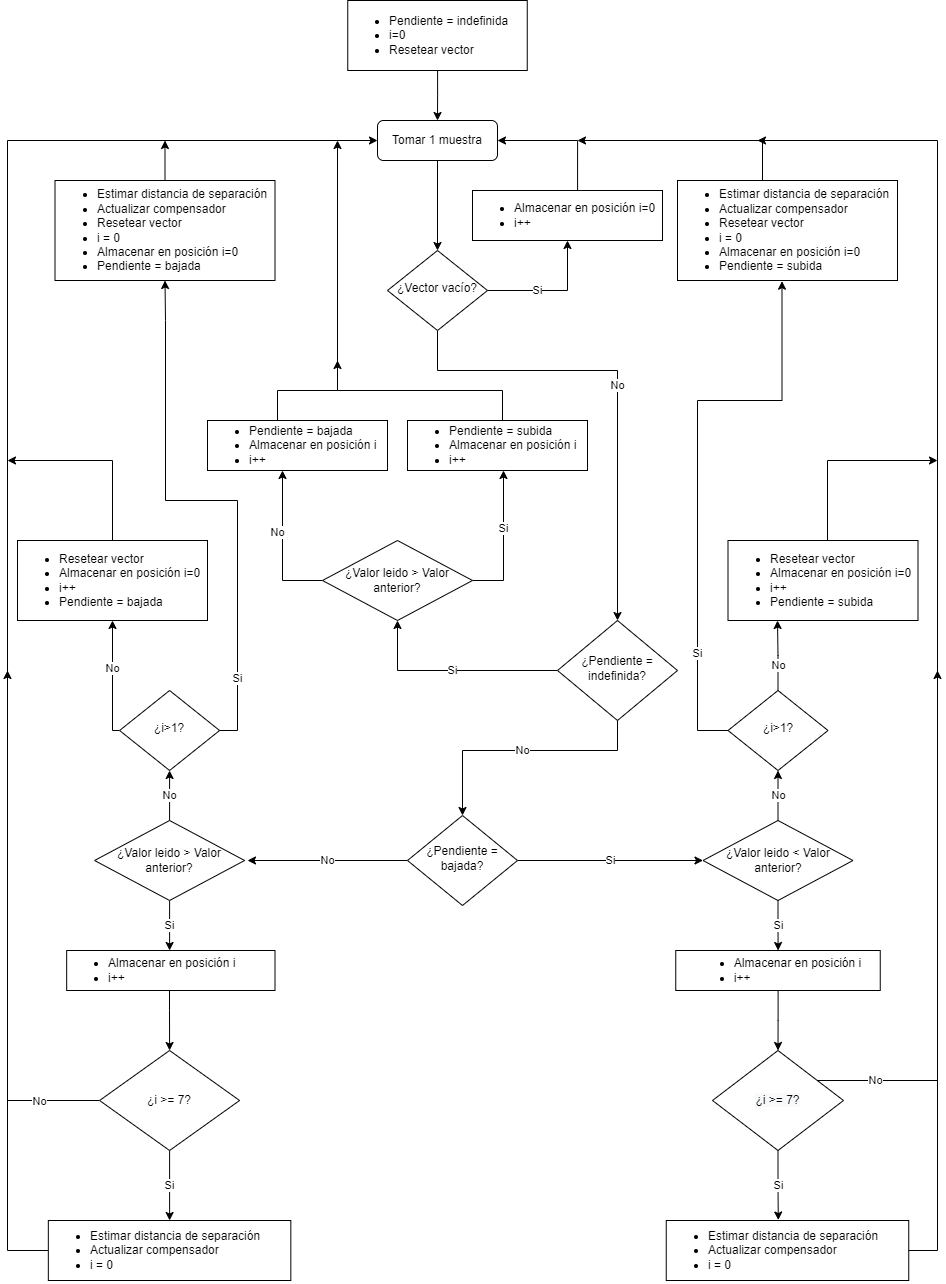 Pendiente = indefinida
i=0
Resetear vector
Tomar 1 muestra
Estimar distancia de separación
Actualizar compensador
Resetear vector
i = 0
Almacenar en posición i=0
Pendiente = bajada
Almacenar en posición i=0
i++
Estimar distancia de separación
Actualizar compensador
Resetear vector
i = 0
Almacenar en posición i=0
Pendiente = subida
¿Vector vacío?
Si
No
Pendiente = bajada
Almacenar en posición i
i++
Pendiente = subida
Almacenar en posición i
i++
No
Si
¿Valor leido > Valor
anterior?
Resetear vector
Almacenar en posición i=0
i++
Pendiente = bajada
Resetear vector
Almacenar en posición i=0
i++
Pendiente = subida
Si
¿Pendiente =
indefinida?
No
Si
¿i>1?
No
Si
No
¿i>1?
No
No
No
¿Valor leido > Valor
anterior?
No
¿Pendiente =
bajada?
Si
¿Valor leido < Valor
anterior?
Si
Si
Almacenar en posición i
i++
Almacenar en posición i
i++
¿i >= 7?
No
¿i >= 7?
No
Si
Si
Estimar distancia de separación
Actualizar compensador
i = 0
Estimar distancia de separación
Actualizar compensador
i = 0